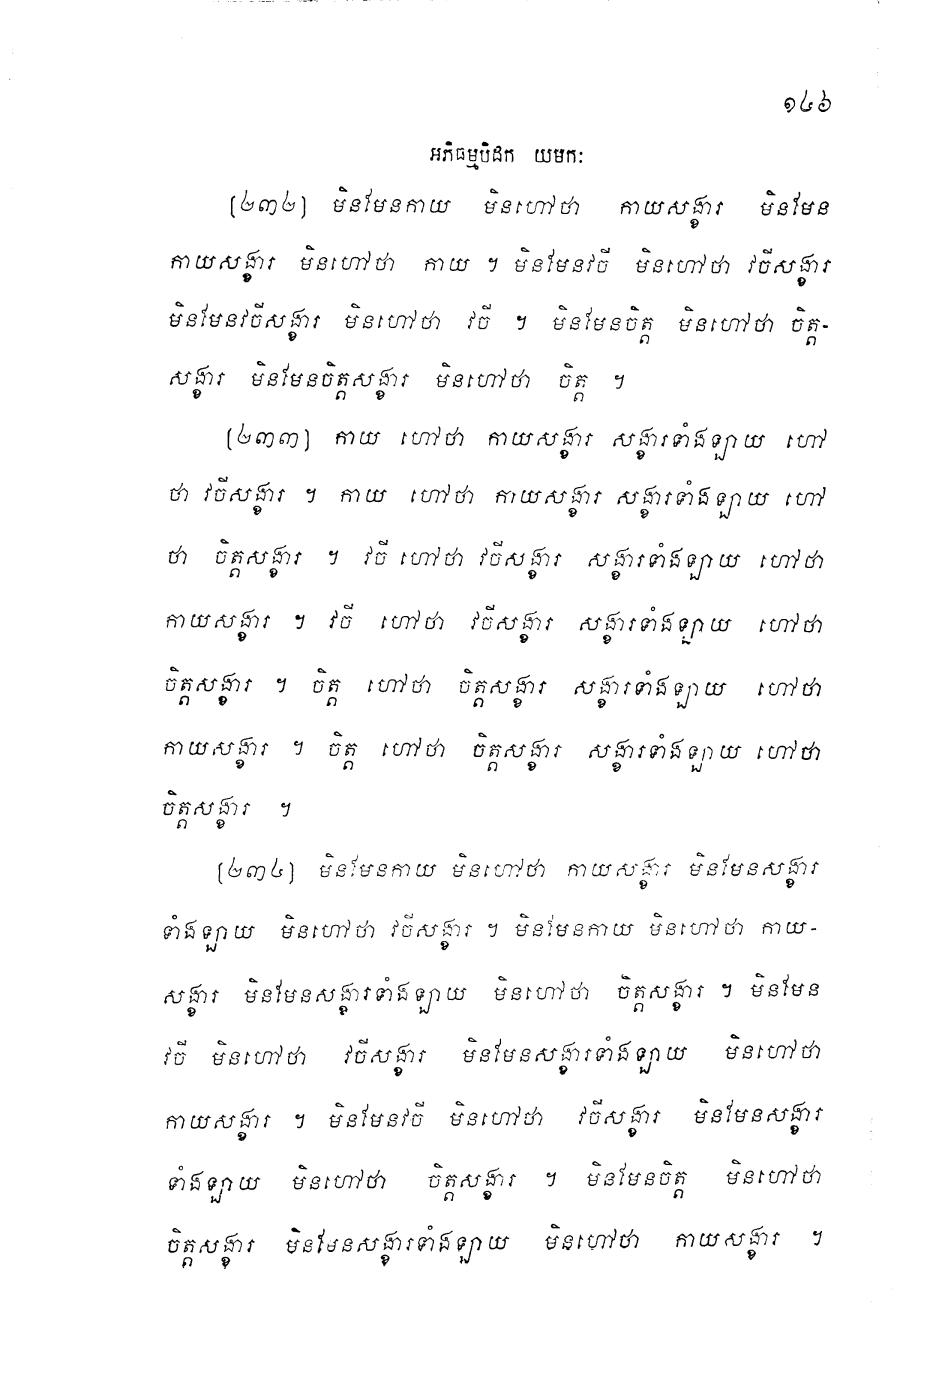 ១៤៦
អភិធម្មបិដក យមកៈ
(២៣២) មិនមែនកាយ មិនហៅថា កាយសង្ខារ មិនមែន
កាយសង្ខារ មិនហៅថា កាយ ។ មិនមែនវចី មិនហៅថា វចីសង្ខារ
មិនមែនវចីសង្ខារ មិនហៅថា វចី ។ មិនមែនចិត្ត មិនហៅថា ចិត្ត-
សង្ខារ មិនមែនចិត្តសង្ខារ មិនហៅថា ចិត្ត ។
(២៣៣) កាយ ហៅថា កាយសង្ខារ សង្ខារទាំងឡាយ ហៅ
ថា វចីសង្ខារ ។ កាយ ហៅថា កាយសង្ខារ សង្ខារទាំងឡាយ ហៅ
ថា ចិត្តសង្ខារ ។ វចី ហៅថា វចីសង្ខារ សង្ខារទាំងឡាយ ហៅថា
កាយសង្ខារ ។ វចី ហៅថា វចីសង្ខារ សង្ខារទាំងឡាយ ហៅថា
ចិត្តសង្ខារ ។ ចិត្ត ហៅថា ចិត្តសង្ខារ សង្ខារទាំងឡាយ ហៅថា
កាយសង្ខារ ។ ចិត្ត ហៅថា ចិត្តសង្ខារ សង្ខារទាំងឡាយ ហៅថា
ចិត្តសង្ខារ ។
(២៣៤) មិនមែនកាយ មិនហៅថា កាយសង្ខារ មិនមែនសង្ខារ
ទាំងឡាយ មិនហៅថា វចីសង្ខារ ។ មិនមែនកាយ មិនហៅថា កាយ-
សង្ខារ មិនមែនសង្ខារទាំងឡាយ មិនហៅថា ចិត្តសង្ខារ ។ មិនមែន
វចី មិនហៅថា វចីសង្ខារ មិនមែនសង្ខារទាំងឡាយ មិនហៅថា
កាយសង្ខារ ។ មិនមែនវចី មិនហៅថា វចីសង្ខារ មិនមែនសង្ខារ
ទាំងឡាយ មិនហៅថា ចិត្តសង្ខារ ។ មិនមែនចិត្ត មិនហៅថា
ចិត្តសង្ខារ មិនមែនសង្ខារទាំងឡាយ មិនហៅថា កាយសង្ខារ ។